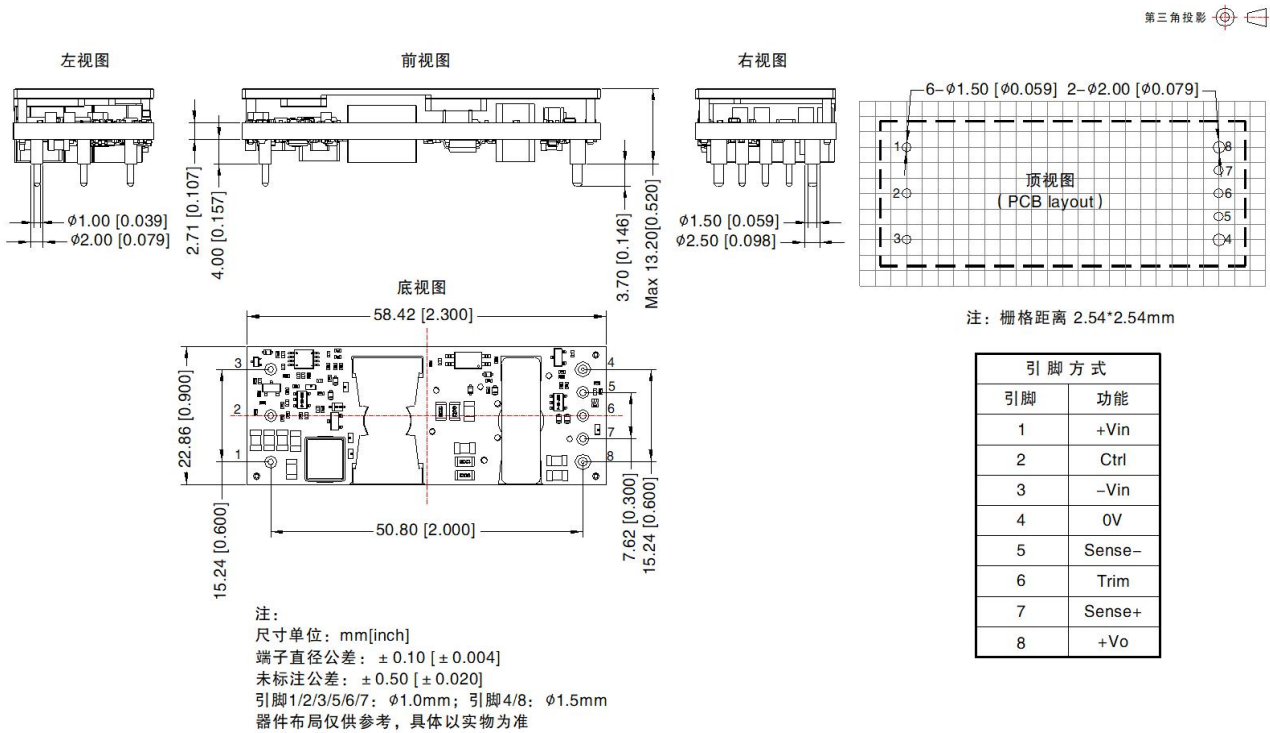 第三角投影
左视图
前视图
右视图
6-φ1.50 [φ0.059] 2-φ2.00 [φ0.079]
1
2
3
8
7
6
5
4
顶视图
(PCB layout)
φ1.00 [0.039]
φ2.00 [0.079]
2.71 [0.107]
4.00 [0.157]
3.70 [0.146]
Max 13.20[0.520]
φ1.50 [0.059]
φ2.50 [0.098]
注：栅格距离 2.54*2.54mm
底视图
58.42 [2.300]
22.86 [0.900]
3
2
1
4
5
6
7
8
15.24 [0.600]
50.80 [2.000]
7.62 [0.300]
15.24 [0.600]
引脚方式
引脚 功能
1 +Vin
2 Ctrl
3 -Vin
4 0V
5 Sense-
6 Trim
7 Sense+
8 +Vo
注：
尺寸单位：mm[inch]
端子直径公差：±0.10 [±0.004]
未标注公差：±0.50 [±0.020]
引脚1/2/3/5/6/7：φ1.0mm；引脚4/8：φ1.5mm
器件布局仅供参考，具体以实物为准